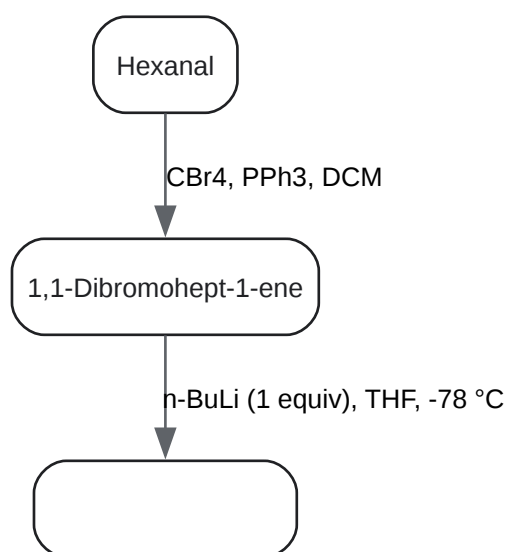 Hexanal
CBr4, PPh3, DCM
1,1-Dibromohept-1-ene
n-BuLi (1 equiv), THF, -78 °C